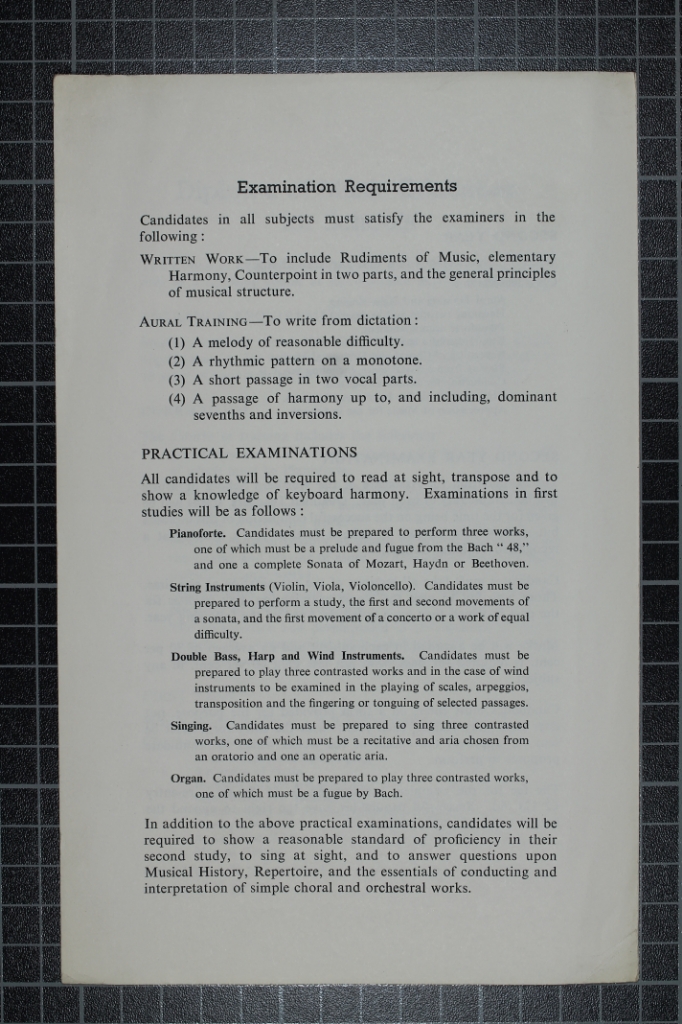 Examination Requirements
Candidates in all subjects must satisfy the examiners in the
following :
WRITTEN WORK—To include Rudiments of Music, elementary
Harmony, Counterpoint in two parts, and the general principles
of musical structure.
AURAL TRAINING—To write from dictation :
(1) A melody of reasonable difficulty.
(2) A rhythmic pattern on a monotone.
(3) A short passage in two vocal parts.
(4) A passage of harmony up to, and including, dominant
sevenths and inversions.
PRACTICAL EXAMINATIONS
All candidates will be required to read at sight, transpose and to
show a knowledge of keyboard harmony. Examinations in first
studies will be as follows :
Pianoforte. Candidates must be prepared to perform three works,
one of which must be a prelude and fugue from the Bach “ 48,”
and one a complete Sonata of Mozart, Haydn or Beethoven.
String Instruments (Violin, Viola, Violoncello). Candidates must be
prepared to perform a study, the first and second movements of
a sonata, and the first movement of a concerto or a work of equal
difficulty.
Double Bass, Harp and Wind Instruments. Candidates must be
prepared to play three contrasted works and in the case of wind
instruments to be examined in the playing of scales, arpeggios,
transposition and the fingering or tonguing of selected passages.
Singing. Candidates must be prepared to sing three contrasted
works, one of which must be a recitative and aria chosen from
an oratorio and one an operatic aria.
Organ. Candidates must be prepared to play three contrasted works,
one of which must be a fugue by Bach.
In addition to the above practical examinations, candidates will be
required to show a reasonable standard of proficiency in their
second study, to sing at sight, and to answer questions upon
Musical History, Repertoire, and the essentials of conducting and
interpretation of simple choral and orchestral works.